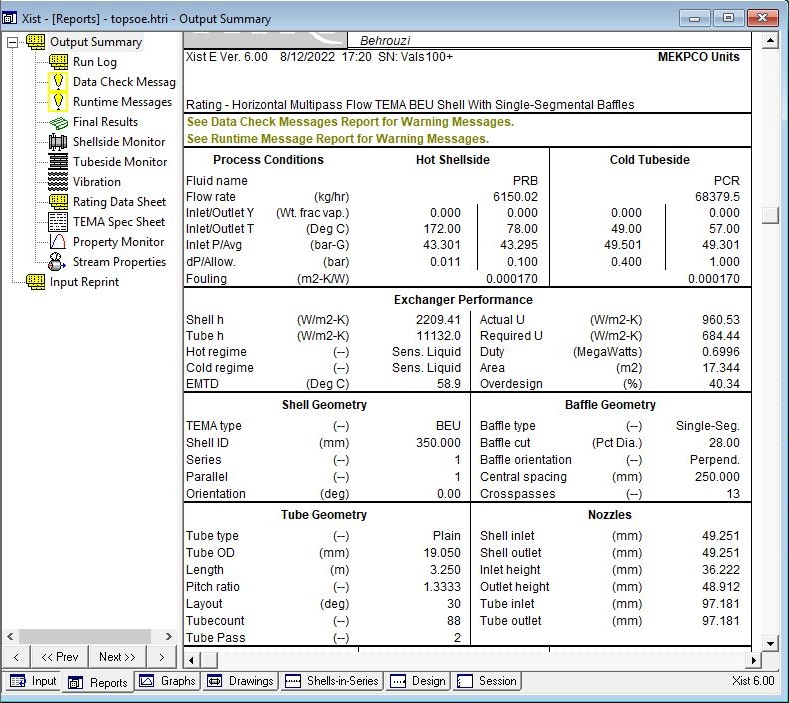 Xist - [Reports] - topsoe.htri - Output Summary
Output Summary
Run Log
Data Check Messag
Runtime Messages
Final Results
Shellside Monitor
Tubeside Monitor
Vibration
Rating Data Sheet
TEMA Spec Sheet
Property Monitor
Stream Properties
Input Reprint
Behrouzi
Xist E Ver. 6.00 8/12/2022 17:20 SN: Vals100+ MEKPCO Units
Rating - Horizontal Multipass Flow TEMA BEU Shell With Single-Segmental Baffles
See Data Check Messages Report for Warning Messages.
See Runtime Message Report for Warning Messages.
Process Conditions Hot Shellside Cold Tubeside
Fluid name PRB PCR
Flow rate (kg/hr) 6150.02 68379.5
Inlet/Outlet Y (Wt. frac vap.) 0.000 0.000 0.000 0.000
Inlet/Outlet T (Deg C) 172.00 78.00 49.00 57.00
Inlet P/Avg (bar-G) 43.301 43.295 49.501 49.301
dP/Allow. (bar) 0.011 0.100 0.400 1.000
Fouling (m2-K/W) 0.000170 0.000170
Exchanger Performance
Shell h (W/m2-K) 2209.41 Actual U (W/m2-K) 960.53
Tube h (W/m2-K) 11132.0 Required U (W/m2-K) 684.44
Hot regime (--) Sens. Liquid Duty (MegaWatts) 0.6996
Cold regime (--) Sens. Liquid Area (m2) 17.344
EMTD (Deg C) 58.9 Overdesign (%) 40.34
Shell Geometry Baffle Geometry
TEMA type (--) BEU Baffle type (--) Single-Seg.
Shell ID (mm) 350.000 Baffle cut (Pct Dia.) 28.00
Series (--) 1 Baffle orientation (--) Perpend.
Parallel (--) 1 Central spacing (mm) 250.000
Orientation (deg) 0.00 Crosspasses (--) 13
Tube Geometry Nozzles
Tube type (--) Plain Shell inlet (mm) 49.251
Tube OD (mm) 19.050 Shell outlet (mm) 49.251
Length (m) 3.250 Inlet height (mm) 36.222
Pitch ratio (--) 1.3333 Outlet height (mm) 48.912
Layout (deg) 30 Tube inlet (mm) 97.181
Tubecount (--) 88 Tube outlet (mm) 97.181
Tube Pass (--) 2
< << Prev Next >> >
Input Reports Graphs Drawings Shells-in-Series Design Session Xist 6.00